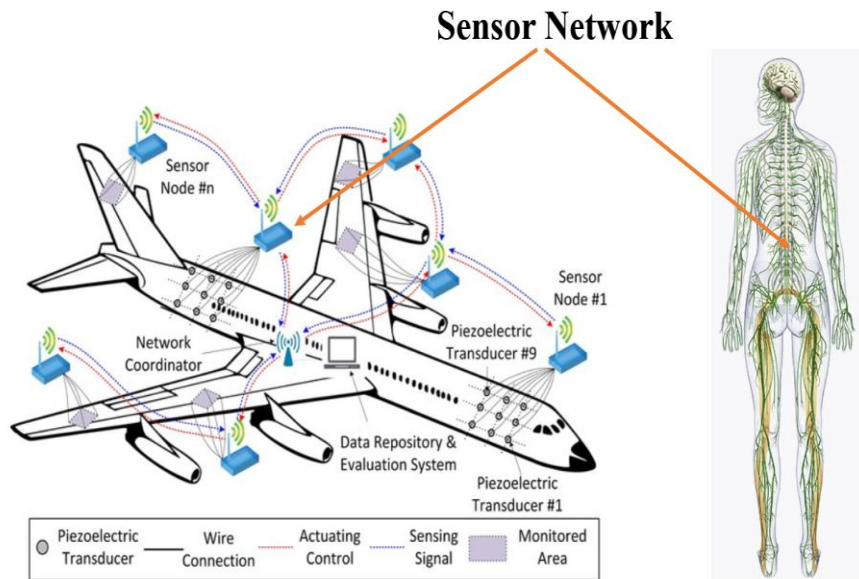 Sensor Network
Sensor
Node #n
Sensor
Node #1
Network
Coordinator
Piezoelectric
Transducer #9
Data Repository &
Evaluation System
Piezoelectric
Transducer #1
Piezoelectric
Transducer
Wire
Connection
Actuating
Control
Sensing
Signal
Monitored
Area